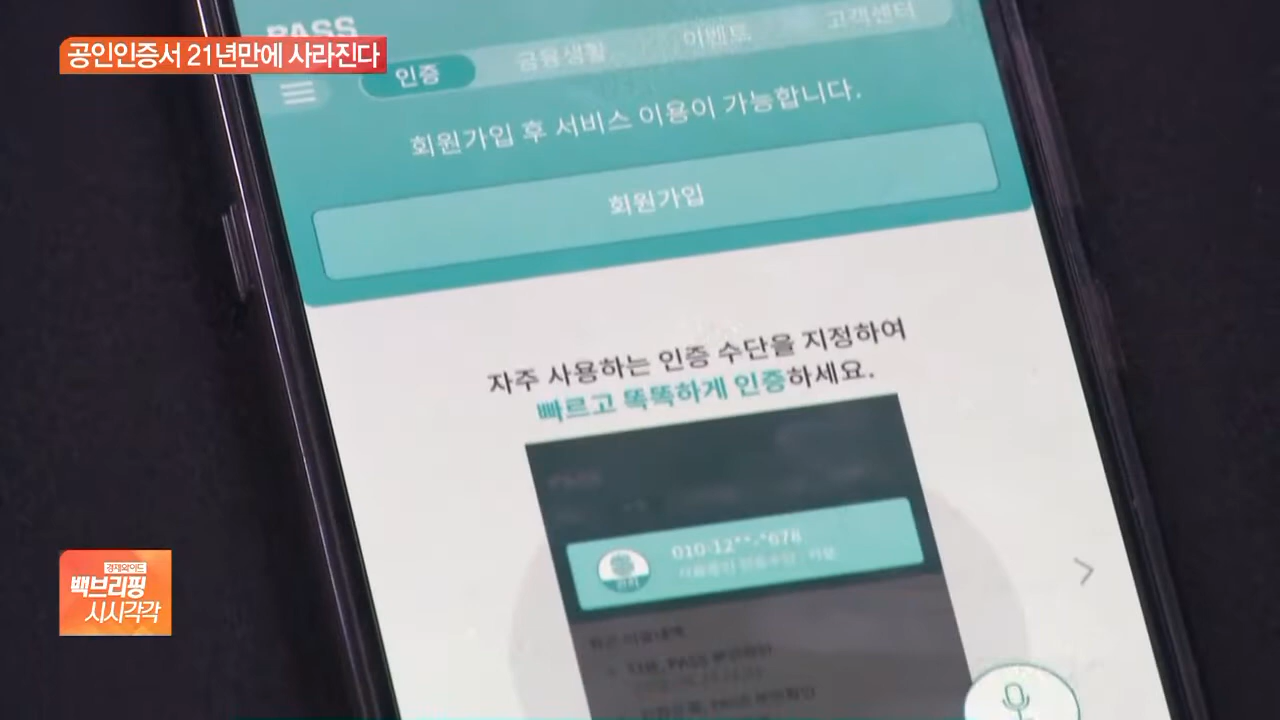 공인인증서 21년만에 사라진다
PASS
인증 금융생활 이벤트 고객센터
회원가입 후 서비스 이용이 가능합니다.
회원가입
자주 사용하는 인증 수단을 지정하여
빠르고 똑똑하게 인증하세요.
010-12**-*678
경제와이드
백브리핑
시시각각